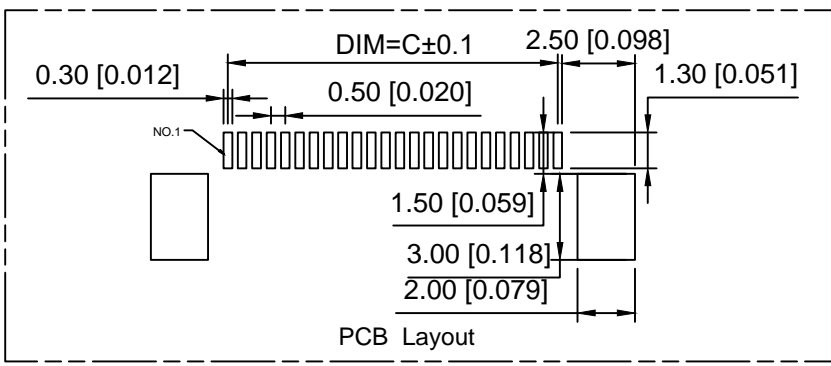 DIM=C±0.1
2.50 [0.098]
0.30 [0.012]
0.50 [0.020]
1.30 [0.051]
NO.1
1.50 [0.059]
3.00 [0.118]
2.00 [0.079]
PCB Layout